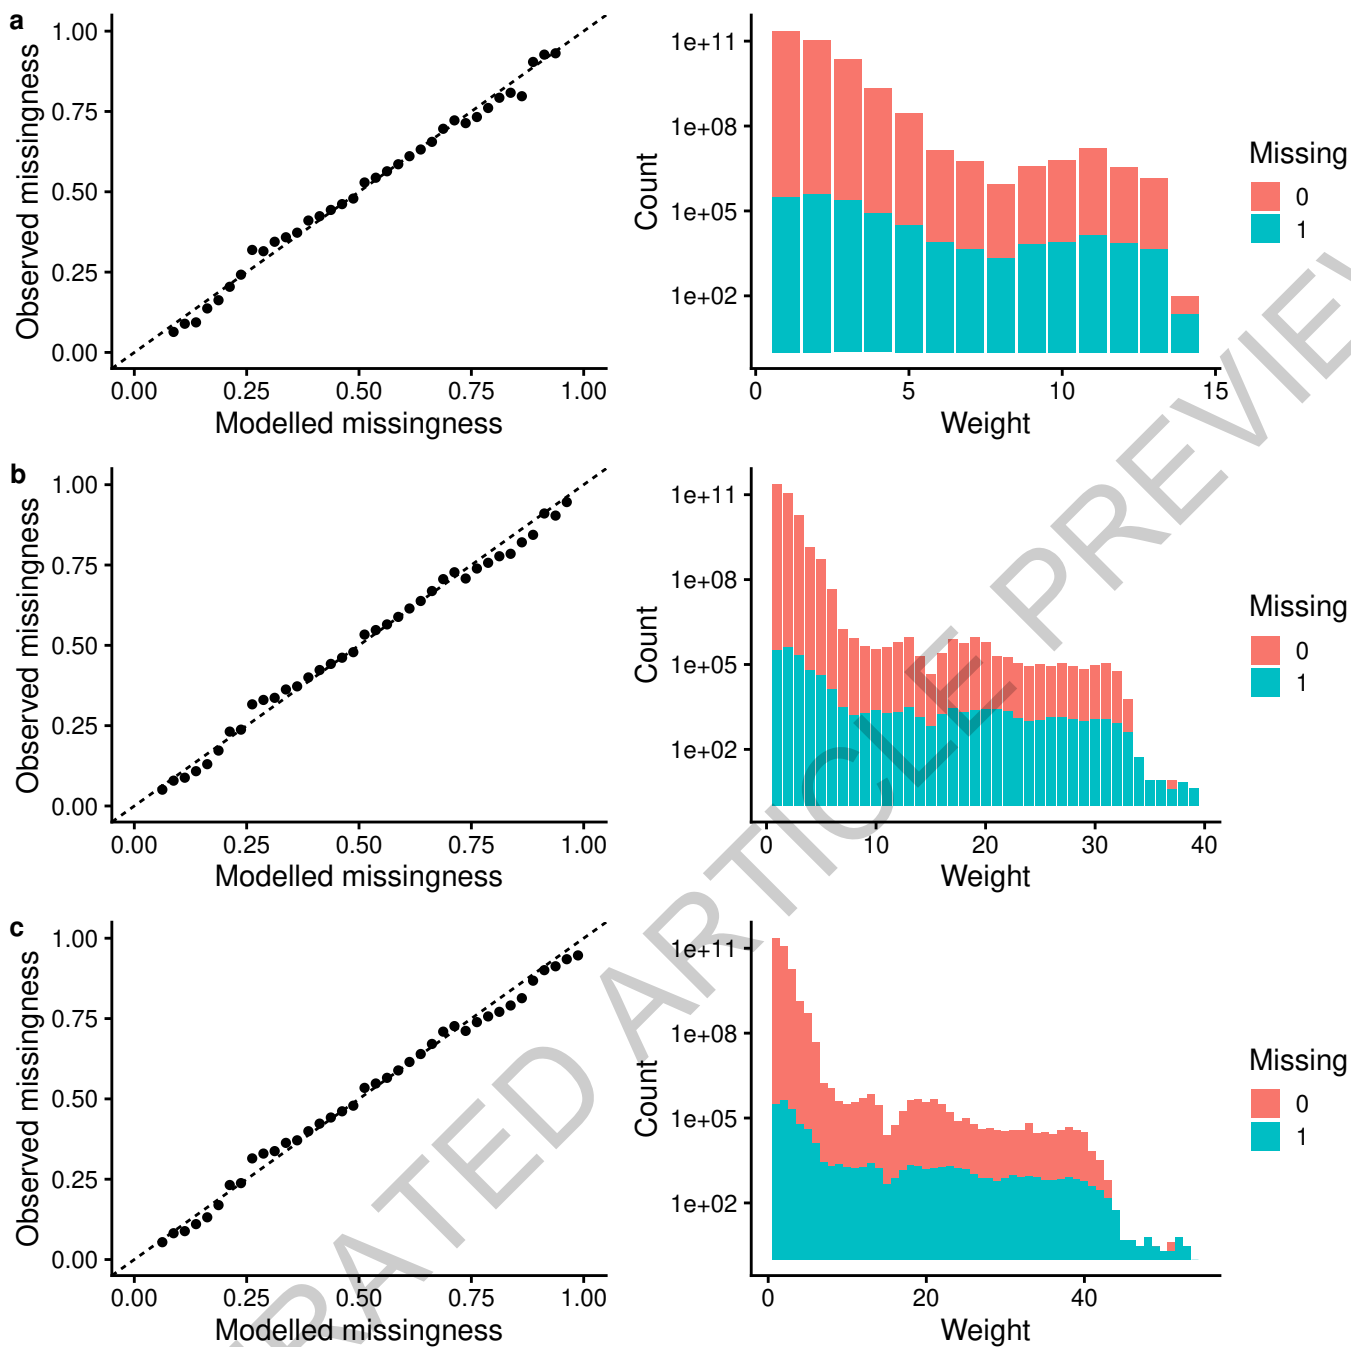 a
1.00
0.75
0.50
0.25
0.00
Observed missingness
0.00 0.25 0.50 0.75 1.00
Modelled missingness
1e+11
1e+08
1e+05
1e+02
Count
0 5 10 15
Weight
Missing
0
1
b
1.00
0.75
0.50
0.25
0.00
Observed missingness
0.00 0.25 0.50 0.75 1.00
Modelled missingness
1e+11
1e+08
1e+05
1e+02
Count
0 10 20 30 40
Weight
Missing
0
1
c
1.00
0.75
0.50
0.25
0.00
Observed missingness
0.00 0.25 0.50 0.75 1.00
Modelled missingness
1e+11
1e+08
1e+05
1e+02
Count
0 20 40
Weight
Missing
0
1
RATED ARTICLE PREVIEW